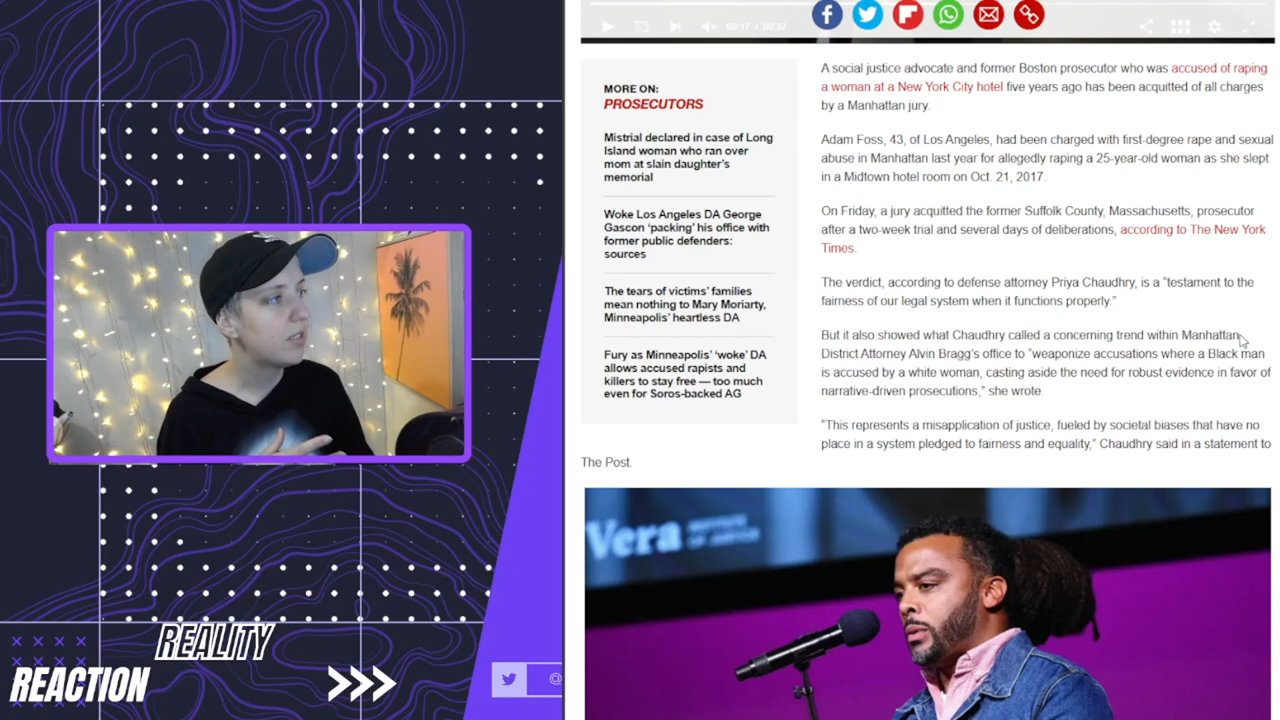 00:17 / 00:32
MORE ON:
PROSECUTORS
Mistrial declared in case of Long
Island woman who ran over
mom at slain daughter's
memorial
Woke Los Angeles DA George
Gascon ‘packing’ his office with
former public defenders:
sources
The tears of victims’ families
mean nothing to Mary Moriarty,
Minneapolis’ heartless DA
Fury as Minneapolis’ ‘woke’ DA
allows accused rapists and
killers to stay free — too much
even for Soros-backed AG
A social justice advocate and former Boston prosecutor who was accused of raping
a woman at a New York City hotel five years ago has been acquitted of all charges
by a Manhattan jury.
Adam Foss, 43, of Los Angeles, had been charged with first-degree rape and sexual
abuse in Manhattan last year for allegedly raping a 25-year-old woman as she slept
in a Midtown hotel room on Oct. 21, 2017.
On Friday, a jury acquitted the former Suffolk County, Massachusetts, prosecutor
after a two-week trial and several days of deliberations, according to The New York
Times.
The verdict, according to defense attorney Priya Chaudhry, is a “testament to the
fairness of our legal system when it functions properly.”
But it also showed what Chaudhry called a concerning trend within Manhattan
District Attorney Alvin Bragg’s office to “weaponize accusations where a Black man
is accused by a white woman, casting aside the need for robust evidence in favor of
narrative-driven prosecutions,” she wrote.
“This represents a misapplication of justice, fueled by societal biases that have no
place in a system pledged to fairness and equality,” Chaudhry said in a statement to
The Post.
Vera INSTITUTE
OF JUSTICE
REALITY
REACTION
@